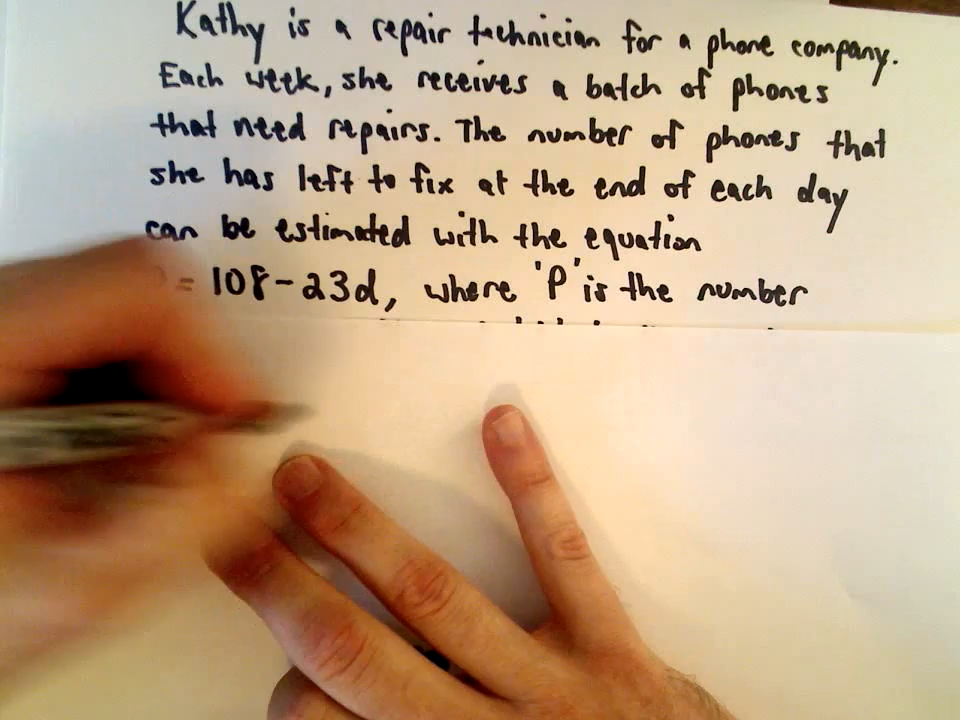 Kathy is a repair technician for a phone company.
Each week, she receives a batch of phones
that need repairs. The number of phones that
she has left to fix at the end of each day
can be estimated with the equation
= 108-23d, where 'P' is the number